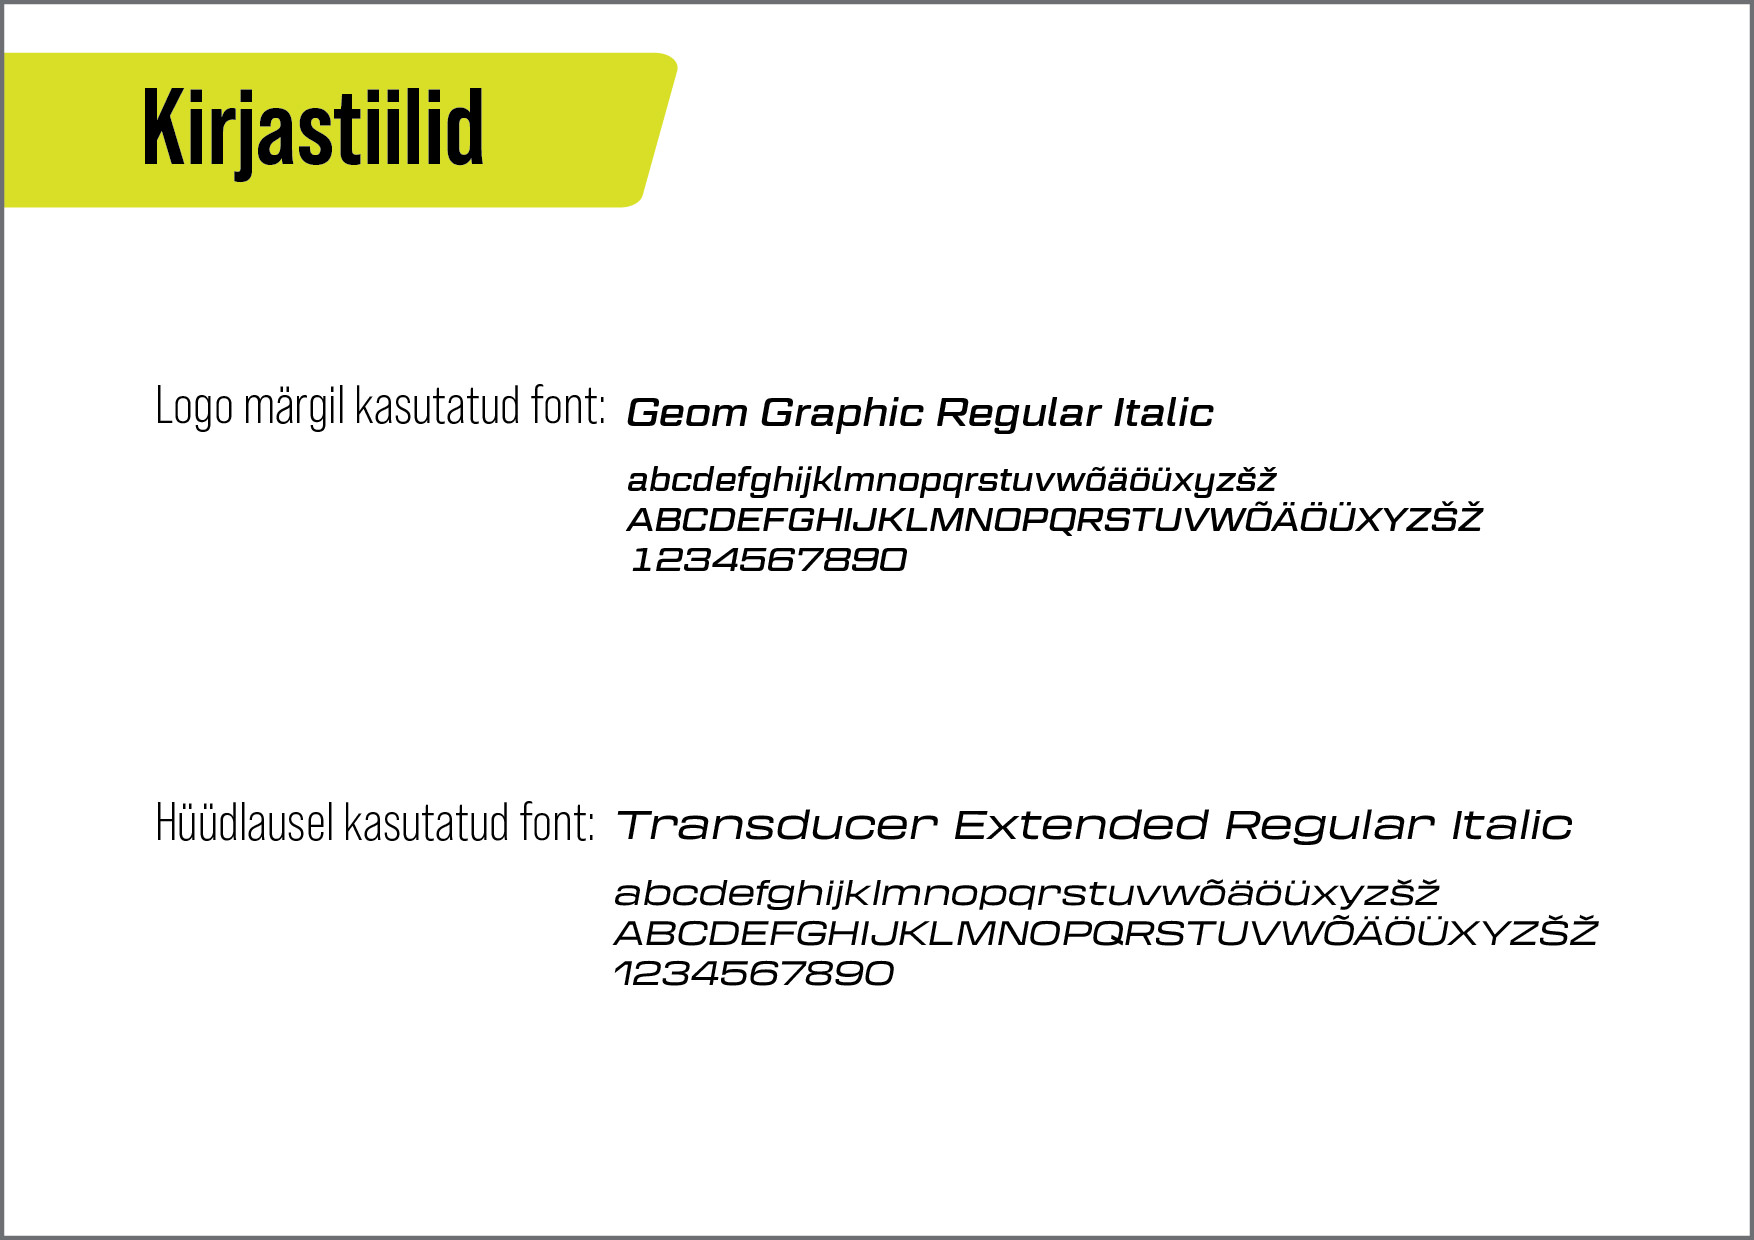 Kirjastiilid
Logo märgil kasutatud font: Geom Graphic Regular Italic
abcdefghijklmnopqrstuvwõäöüxyzšž
ABCDEFGHIJKLMNOPQRSTUVWÕÄÖÜXYZŠŽ
1234567890
Hüüdlausel kasutatud font: Transducer Extended Regular Italic
abcdefghijklmnopqrstuvwõäöüxyzšž
ABCDEFGHIJKLMNOPQRSTUVWÕÄÖÜXYZŠŽ
1234567890